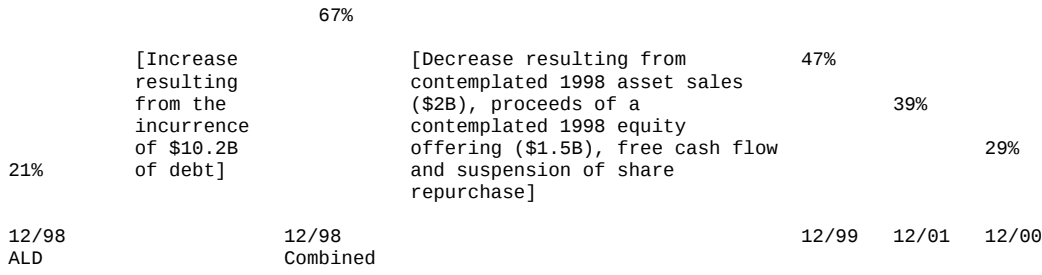 67%
[Increase [Decrease resulting from 47%
resulting contemplated 1998 asset sales
from the ($2B), proceeds of a 39%
incurrence contemplated 1998 equity
of $10.2B offering ($1.5B), free cash flow 29%
21% of debt] and suspension of share
repurchase]
12/98 12/98 12/99 12/01 12/00
ALD Combined